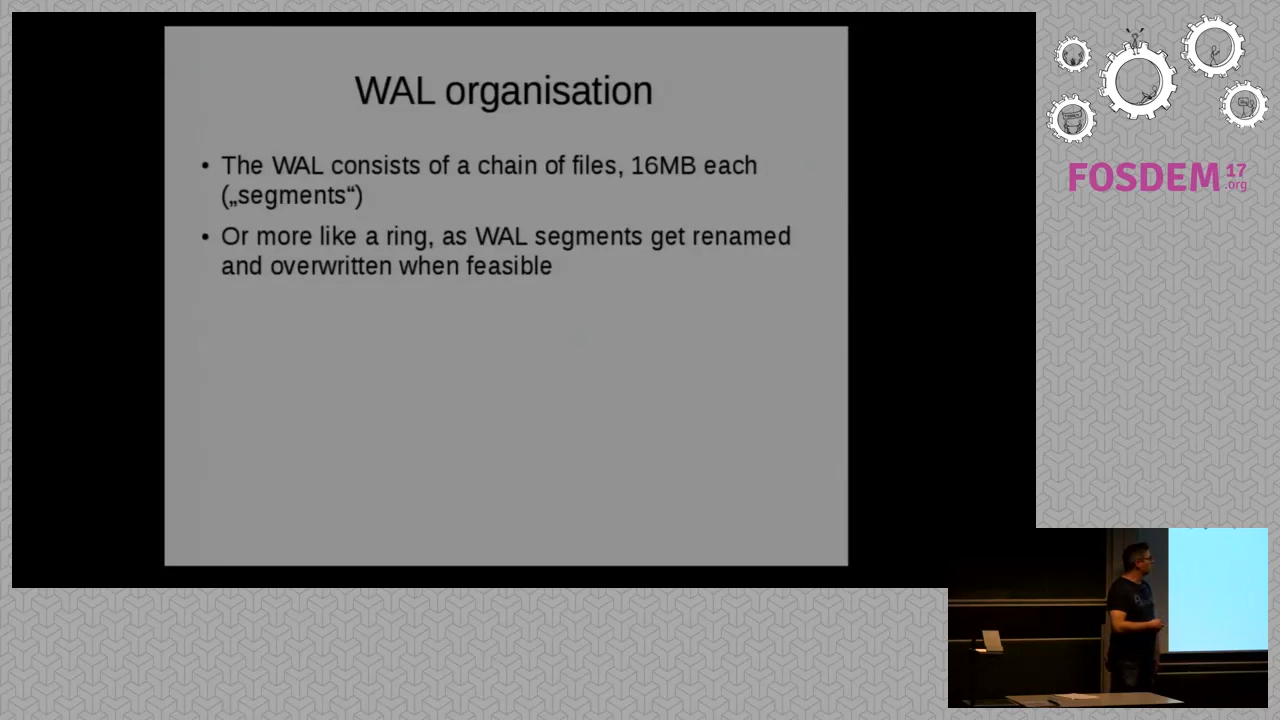 WAL organisation
• The WAL consists of a chain of files, 16MB each
(„segments“)
• Or more like a ring, as WAL segments get renamed
and overwritten when feasible
FOSDEM 17
.org